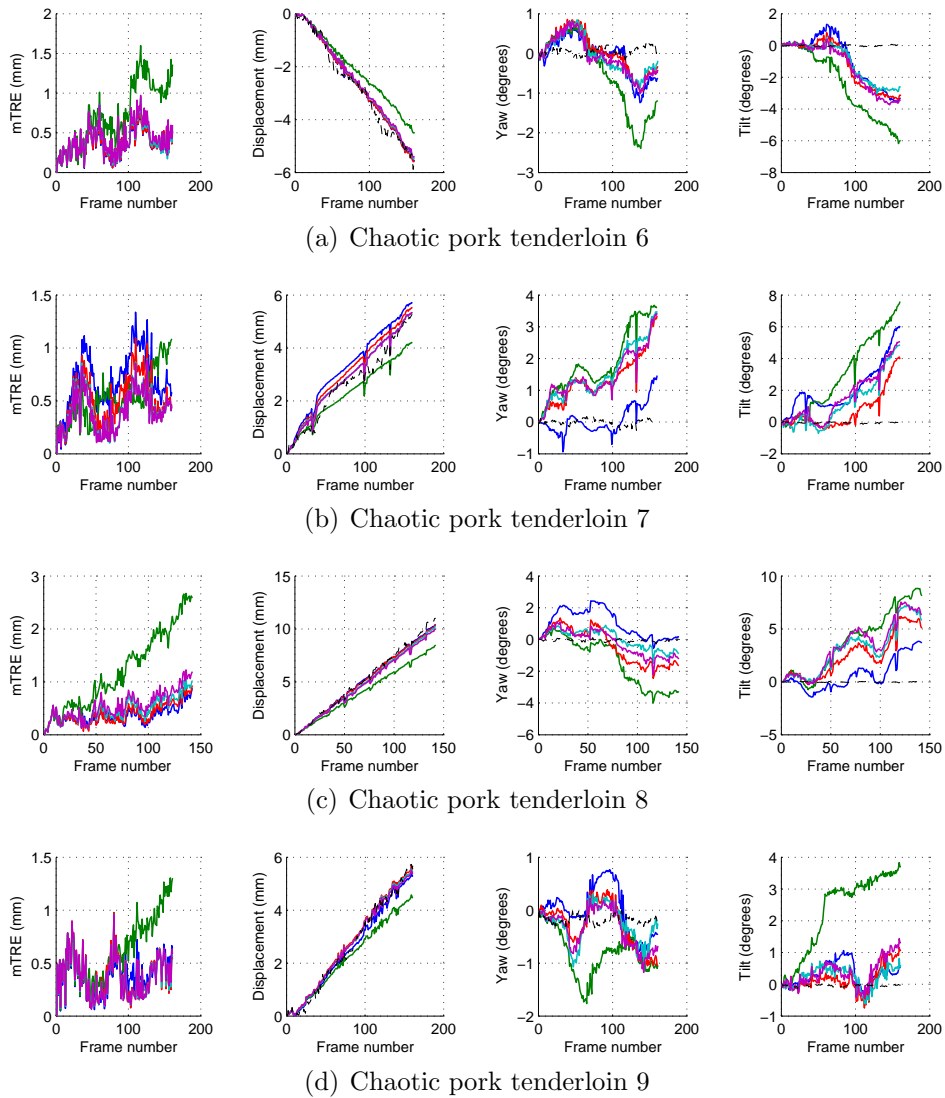 mTRE (mm)
2
1.5
1
0.5
0
0 100 200
Frame number
Displacement (mm)
0
−2
−4
−6
0 100 200
Frame number
Yaw (degrees)
1
0
−1
−2
−3
0 100 200
Frame number
Tilt (degrees)
2
0
−2
−4
−6
−8
0 100 200
Frame number
(a) Chaotic pork tenderloin 6
mTRE (mm)
1.5
1
0.5
0
0 100 200
Frame number
Displacement (mm)
6
4
2
0
0 100 200
Frame number
Yaw (degrees)
4
3
2
1
0
−1
0 100 200
Frame number
Tilt (degrees)
8
6
4
2
0
−2
0 100 200
Frame number
(b) Chaotic pork tenderloin 7
mTRE (mm)
3
2
1
0
0 50 100 150
Frame number
Displacement (mm)
15
10
5
0
0 50 100 150
Frame number
Yaw (degrees)
4
2
0
−2
−4
−6
0 50 100 150
Frame number
Tilt (degrees)
10
5
0
−5
0 50 100 150
Frame number
(c) Chaotic pork tenderloin 8
mTRE (mm)
1.5
1
0.5
0
0 100 200
Frame number
Displacement (mm)
6
4
2
0
0 100 200
Frame number
Yaw (degrees)
1
0
−1
−2
0 100 200
Frame number
Tilt (degrees)
4
3
2
1
0
−1
0 100 200
Frame number
(d) Chaotic pork tenderloin 9